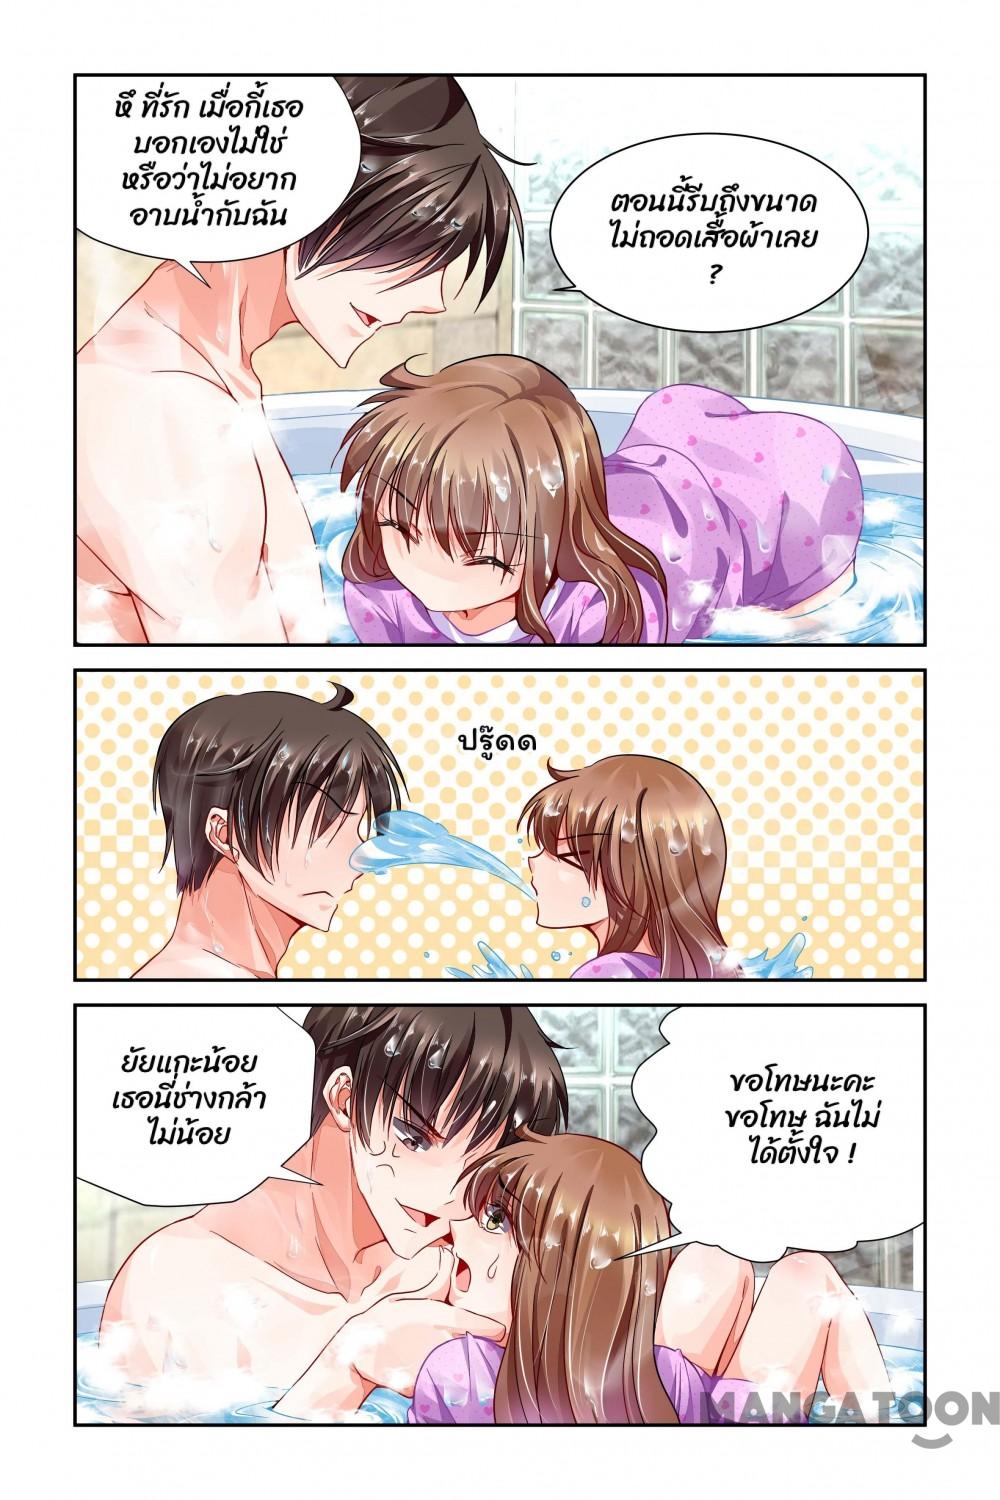 หึ ที่รัก เมื่อกี้เธอ
บอกเองไม่ใช่
หรือว่าไม่อยาก
อาบน้ำกับฉัน
ตอนนี้รีบถึงขนาด
ไม่ถอดเสื้อผ้าเลย
?
ปรู๊ดด
ยัยแกะน้อย
เธอนี่ช่างกล้า
ไม่น้อย
ขอโทษนะคะ
ขอโทษ ฉันไม่
ได้ตั้งใจ !
MANGATOON